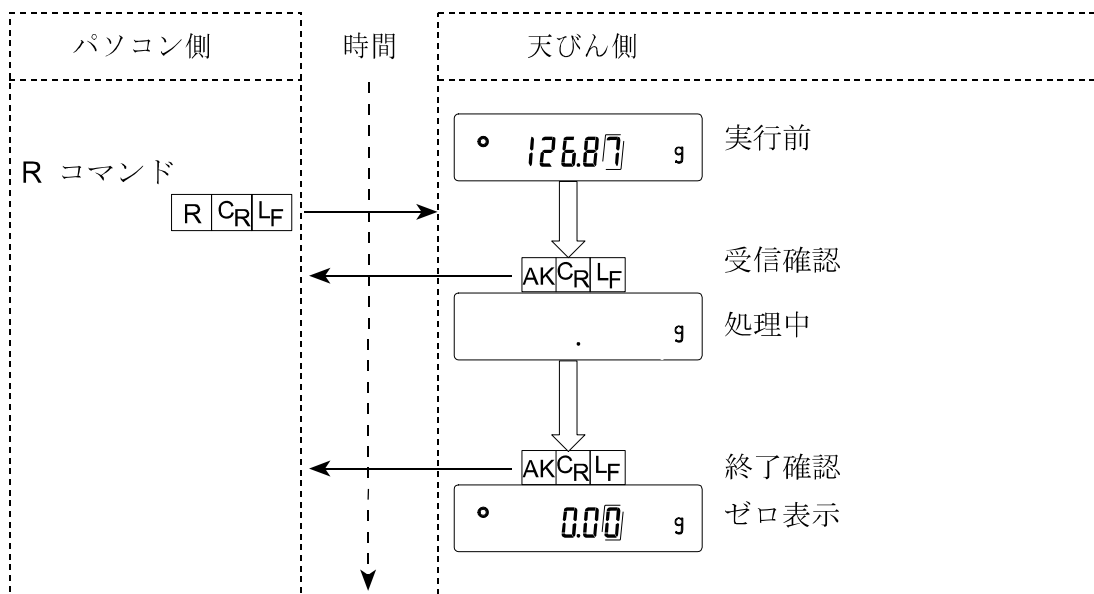 パソコン側
時間
天びん側
126.87 g
実行前
R コマンド
R CR LF
受信確認
AK CR LF
. g
処理中
終了確認
AK CR LF
0.00 g
ゼロ表示